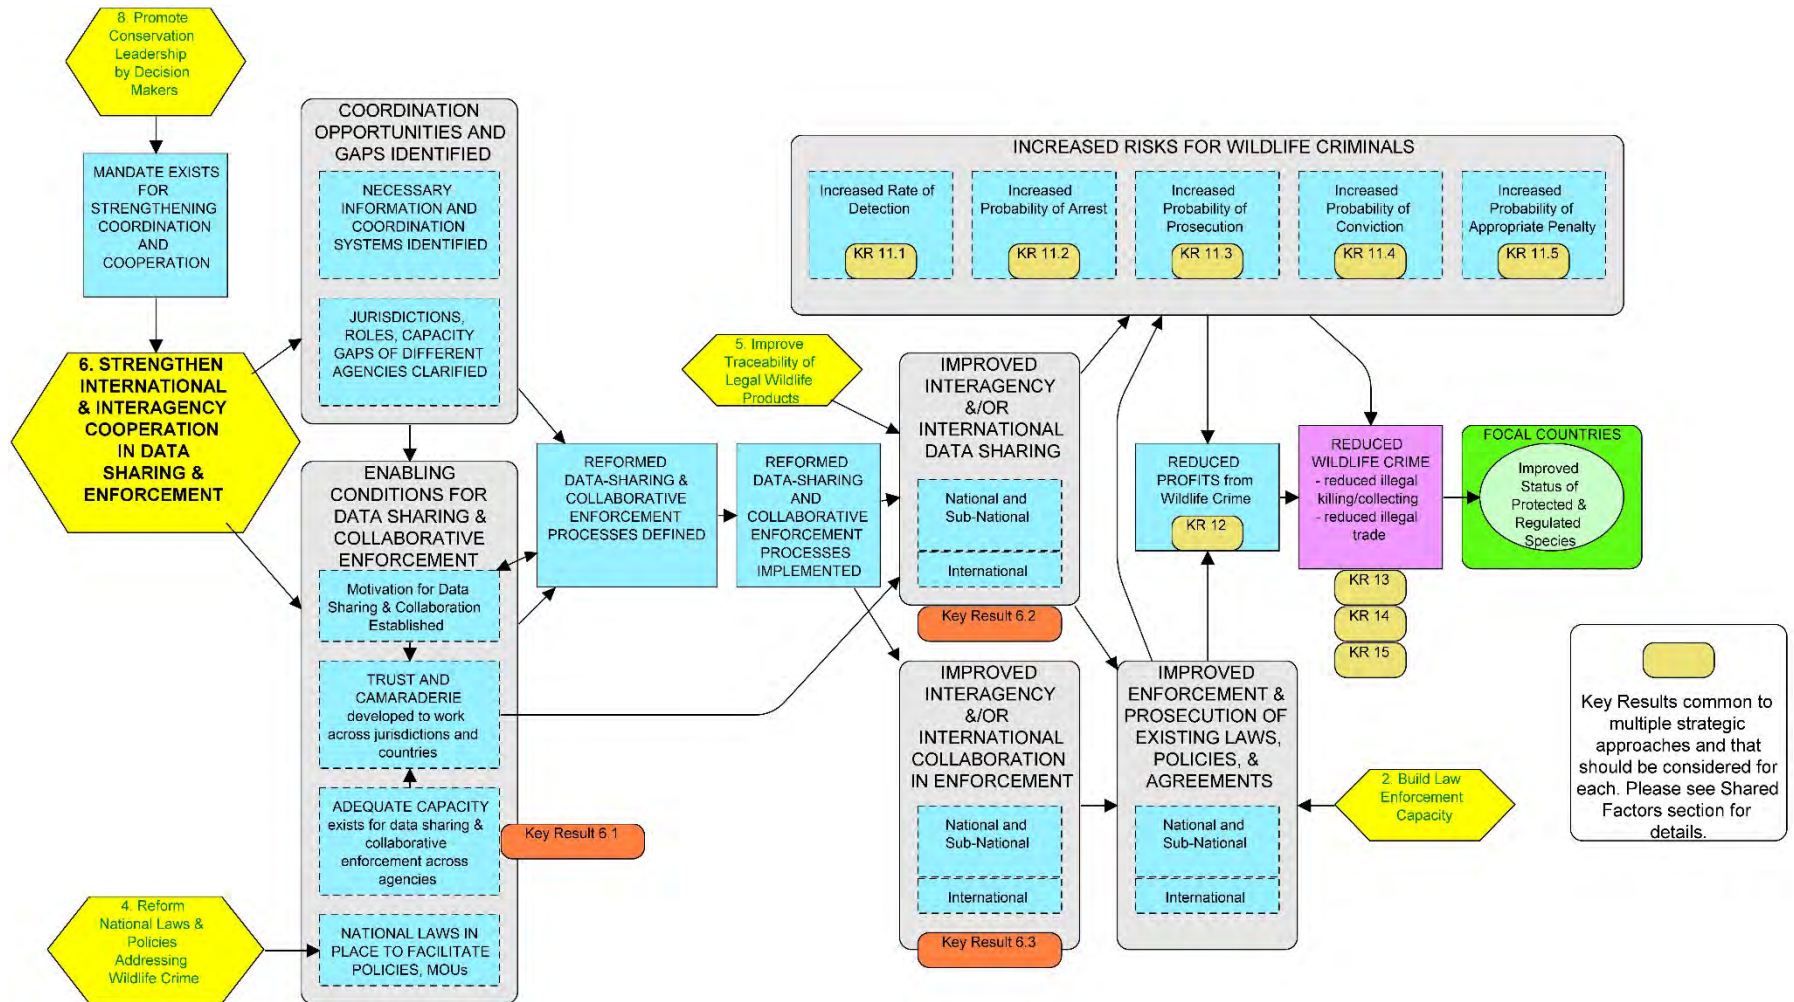 8. Promote
Conservation
Leadership
by Decision
Makers
MANDATE EXISTS
FOR
STRENGTHENING
COORDINATION
AND
COOPERATION
6. STRENGTHEN
INTERNATIONAL
& INTERAGENCY
COOPERATION
IN DATA
SHARING &
ENFORCEMENT
4. Reform
National Laws &
Policies
Addressing
Wildlife Crime
COORDINATION
OPPORTUNITIES AND
GAPS IDENTIFIED
NECESSARY
INFORMATION AND
COORDINATION
SYSTEMS IDENTIFIED
JURISDICTIONS,
ROLES, CAPACITY
GAPS OF DIFFERENT
AGENCIES CLARIFIED
ENABLING
CONDITIONS FOR
DATA SHARING &
COLLABORATIVE
ENFORCEMENT
Motivation for Data
Sharing & Collaboration
Established
TRUST AND
CAMARADERIE
developed to work
across jurisdictions and
countries
ADEQUATE CAPACITY
exists for data sharing &
collaborative
enforcement across
agencies
Key Result 6.1
NATIONAL LAWS IN
PLACE TO FACILITATE
POLICIES, MOUs
REFORMED
DATA-SHARING &
COLLABORATIVE
ENFORCEMENT
PROCESSES DEFINED
REFORMED
DATA-SHARING
AND
COLLABORATIVE
ENFORCEMENT
PROCESSES
IMPLEMENTED
5. Improve
Traceability of
Legal Wildlife
Products
IMPROVED
INTERAGENCY
&/OR
INTERNATIONAL
DATA SHARING
National and
Sub-National
International
Key Result 6.2
IMPROVED
INTERAGENCY
&/OR
INTERNATIONAL
COLLABORATION
IN ENFORCEMENT
National and
Sub-National
International
Key Result 6.3
IMPROVED
ENFORCEMENT &
PROSECUTION OF
EXISTING LAWS,
POLICIES, &
AGREEMENTS
National and
Sub-National
International
2. Build Law
Enforcement
Capacity
INCREASED RISKS FOR WILDLIFE CRIMINALS
Increased Rate of
Detection
KR 11.1
Increased
Probability of Arrest
KR 11.2
Increased
Probability of
Prosecution
KR 11.3
Increased
Probability of
Conviction
KR 11.4
Increased
Probability of
Appropriate Penalty
KR 11.5
REDUCED
PROFITS from
Wildlife Crime
KR 12
REDUCED
WILDLIFE CRIME
- reduced illegal
killing/collecting
- reduced illegal
trade
KR 13
KR 14
KR 15
FOCAL COUNTRIES
Improved
Status of
Protected &
Regulated
Species
Key Results common to
multiple strategic
approaches and that
should be considered for
each. Please see Shared
Factors section for
details.